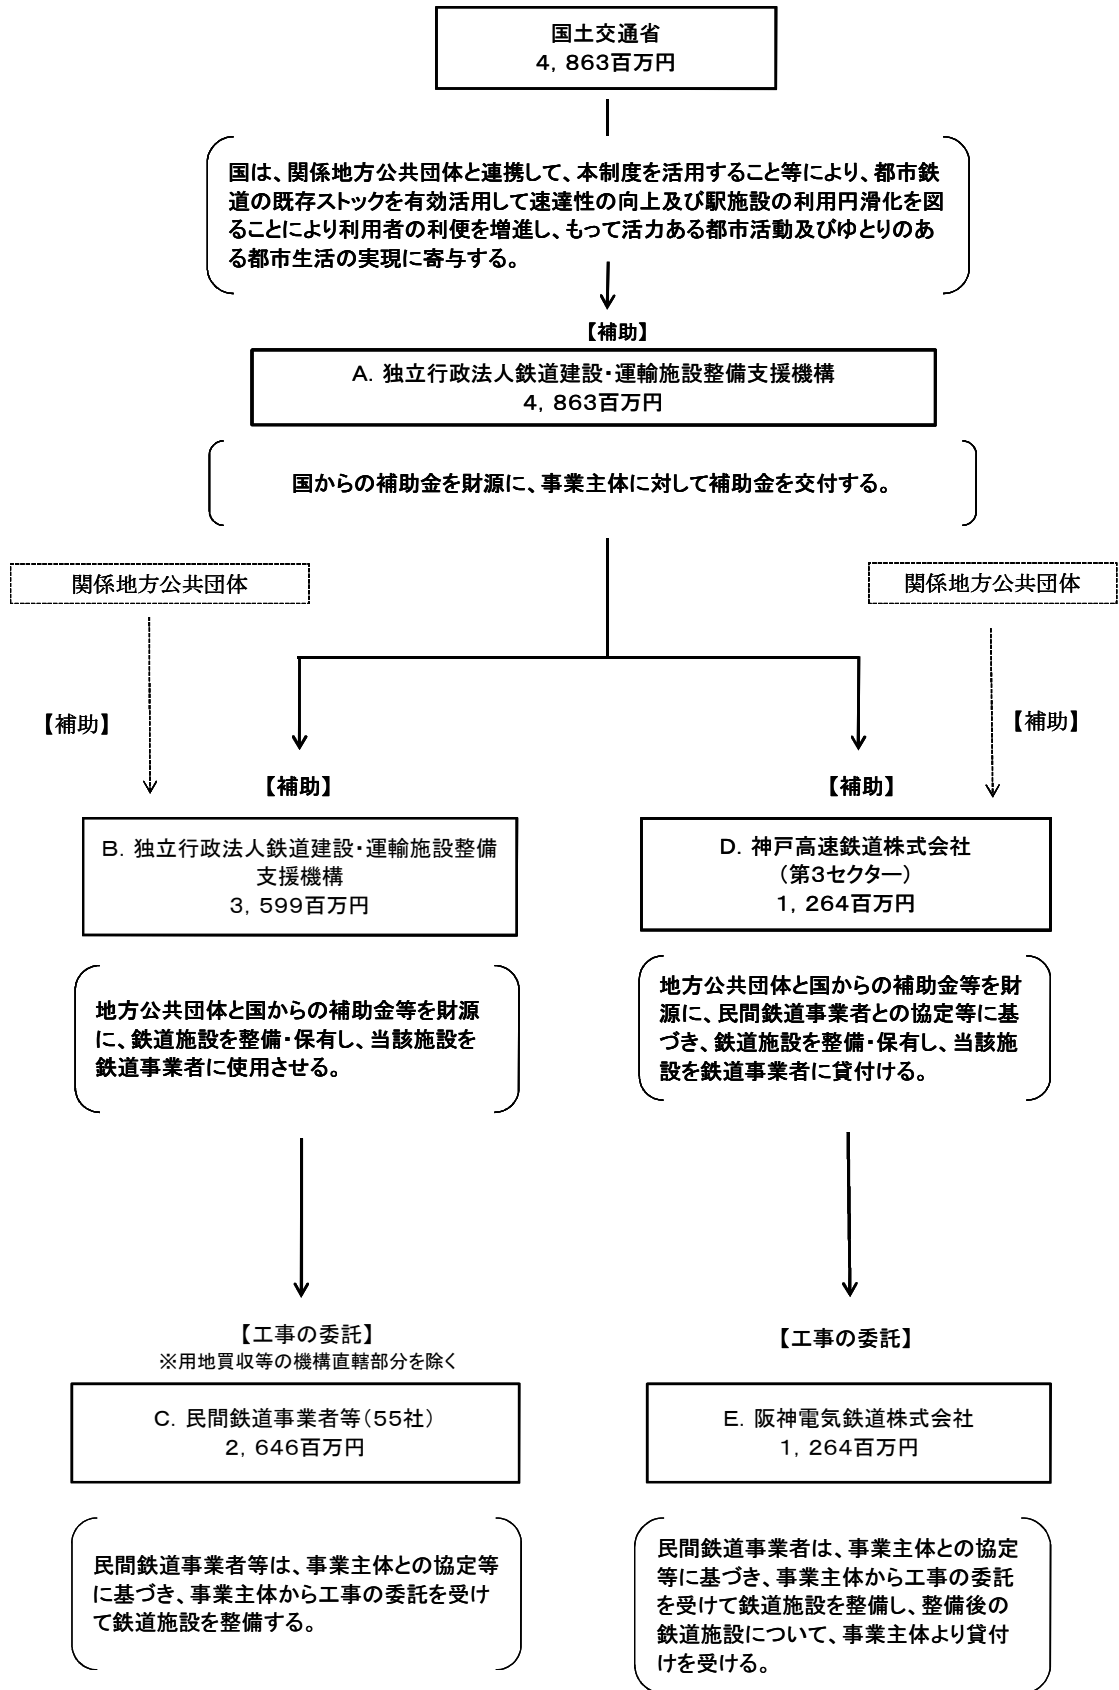 国土交通省
4,863百万円
国は、関係地方公共団体と連携して、本制度を活用すること等により、都市鉄
道の既存ストックを有効活用して速達性の向上及び駅施設の利用円滑化を図
ることにより利用者の利便を増進し、もって活力ある都市活動及びゆとりのあ
る都市生活の実現に寄与する。
【補助】
A. 独立行政法人鉄道建設・運輸施設整備支援機構
4,863百万円
国からの補助金を財源に、事業主体に対して補助金を交付する。
関係地方公共団体
関係地方公共団体
【補助】
【補助】
【補助】
【補助】
B. 独立行政法人鉄道建設・運輸施設整備
支援機構
3,599百万円
D. 神戸高速鉄道株式会社
(第3セクター)
1,264百万円
地方公共団体と国からの補助金等を財源
に、鉄道施設を整備・保有し、当該施設を
鉄道事業者に使用させる。
地方公共団体と国からの補助金等を財
源に、民間鉄道事業者との協定等に基
づき、鉄道施設を整備・保有し、当該施
設を鉄道事業者に貸付ける。
【工事の委託】
※用地買収等の機構直轄部分を除く
【工事の委託】
C. 民間鉄道事業者等(55社)
2,646百万円
E. 阪神電気鉄道株式会社
1,264百万円
民間鉄道事業者等は、事業主体との協定等
に基づき、事業主体から工事の委託を受け
て鉄道施設を整備する。
民間鉄道事業者は、事業主体との協定
等に基づき、事業主体から工事の委託
を受けて鉄道施設を整備し、整備後の
鉄道施設について、事業主体より貸付
けを受ける。